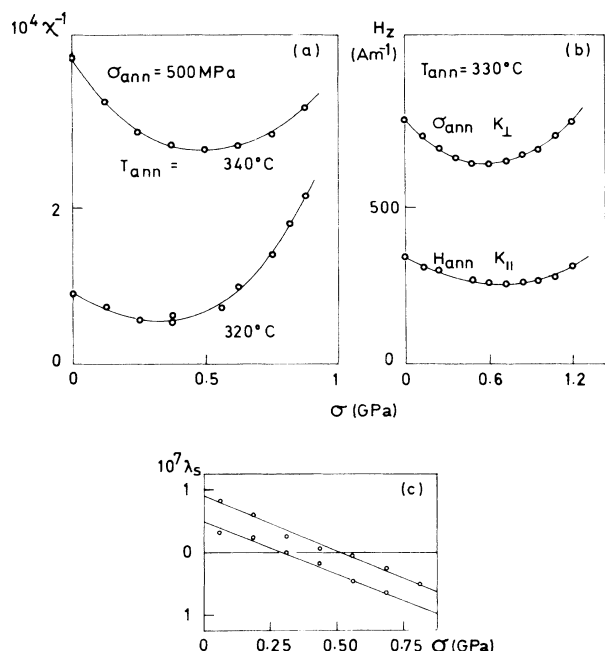 10⁴ χ⁻¹
(a)
σann = 500 MPa
Tann = 340°C
2
320°C
0
0 0.5 1
σ (GPa)
Hz
(Am⁻¹)
(b)
Tann = 330°C
σann K⊥
500
Hann K||
0
0 0.6 1.2
10⁷ λs
(c)
1
0
1
0 0.25 0.5 0.75 σ (GPa)